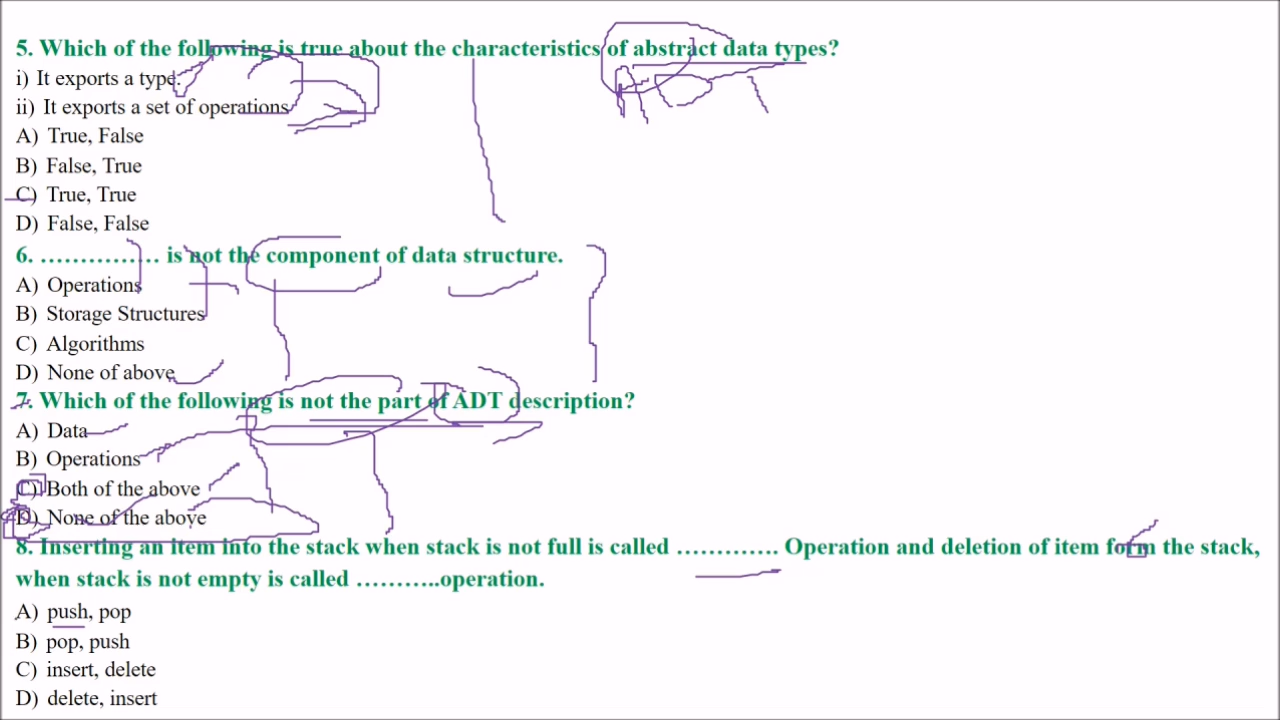 5. Which of the following is true about the characteristics of abstract data types?
i) It exports a type.
ii) It exports a set of operations
A) True, False
B) False, True
C) True, True
D) False, False
6. …………… is not the component of data structure.
A) Operations
B) Storage Structures
C) Algorithms
D) None of above
7. Which of the following is not the part of ADT description?
A) Data
B) Operations
C) Both of the above
D) None of the above
8. Inserting an item into the stack when stack is not full is called …………. Operation and deletion of item form the stack,
when stack is not empty is called ………..operation.
A) push, pop
B) pop, push
C) insert, delete
D) delete, insert